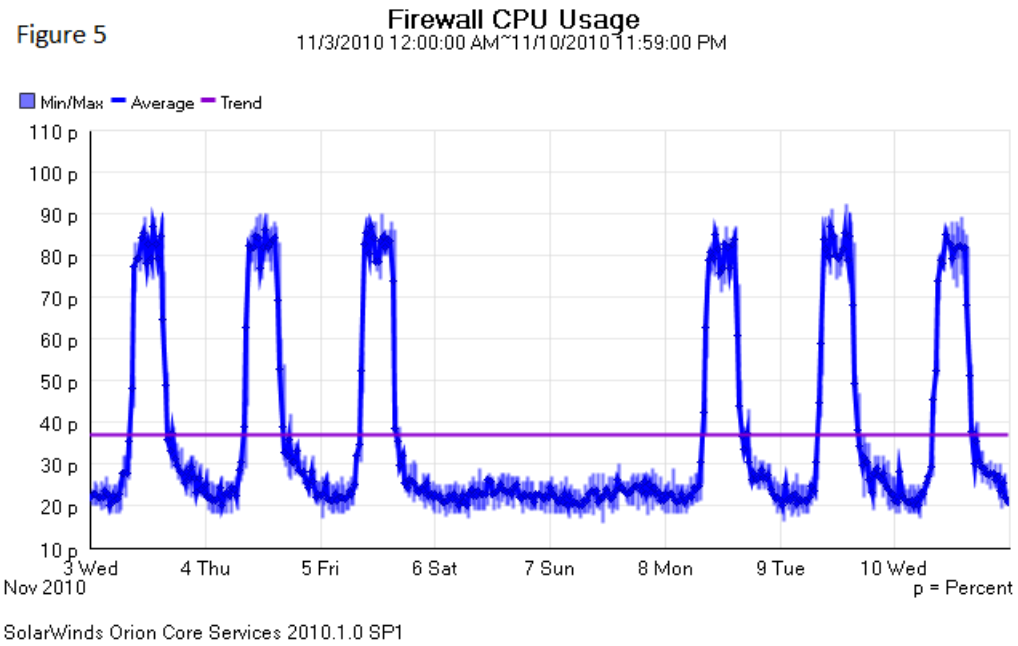 Figure 5
Firewall CPU Usage
11/3/2010 12:00:00 AM~11/10/2010 11:59:00 PM
Min/Max Average Trend
110 p
100 p
90 p
80 p
70 p
60 p
50 p
40 p
30 p
20 p
10 p
3 Wed 4 Thu 5 Fri 6 Sat 7 Sun 8 Mon 9 Tue 10 Wed
Nov 2010 p = Percent
SolarWinds Orion Core Services 2010.1.0 SP1